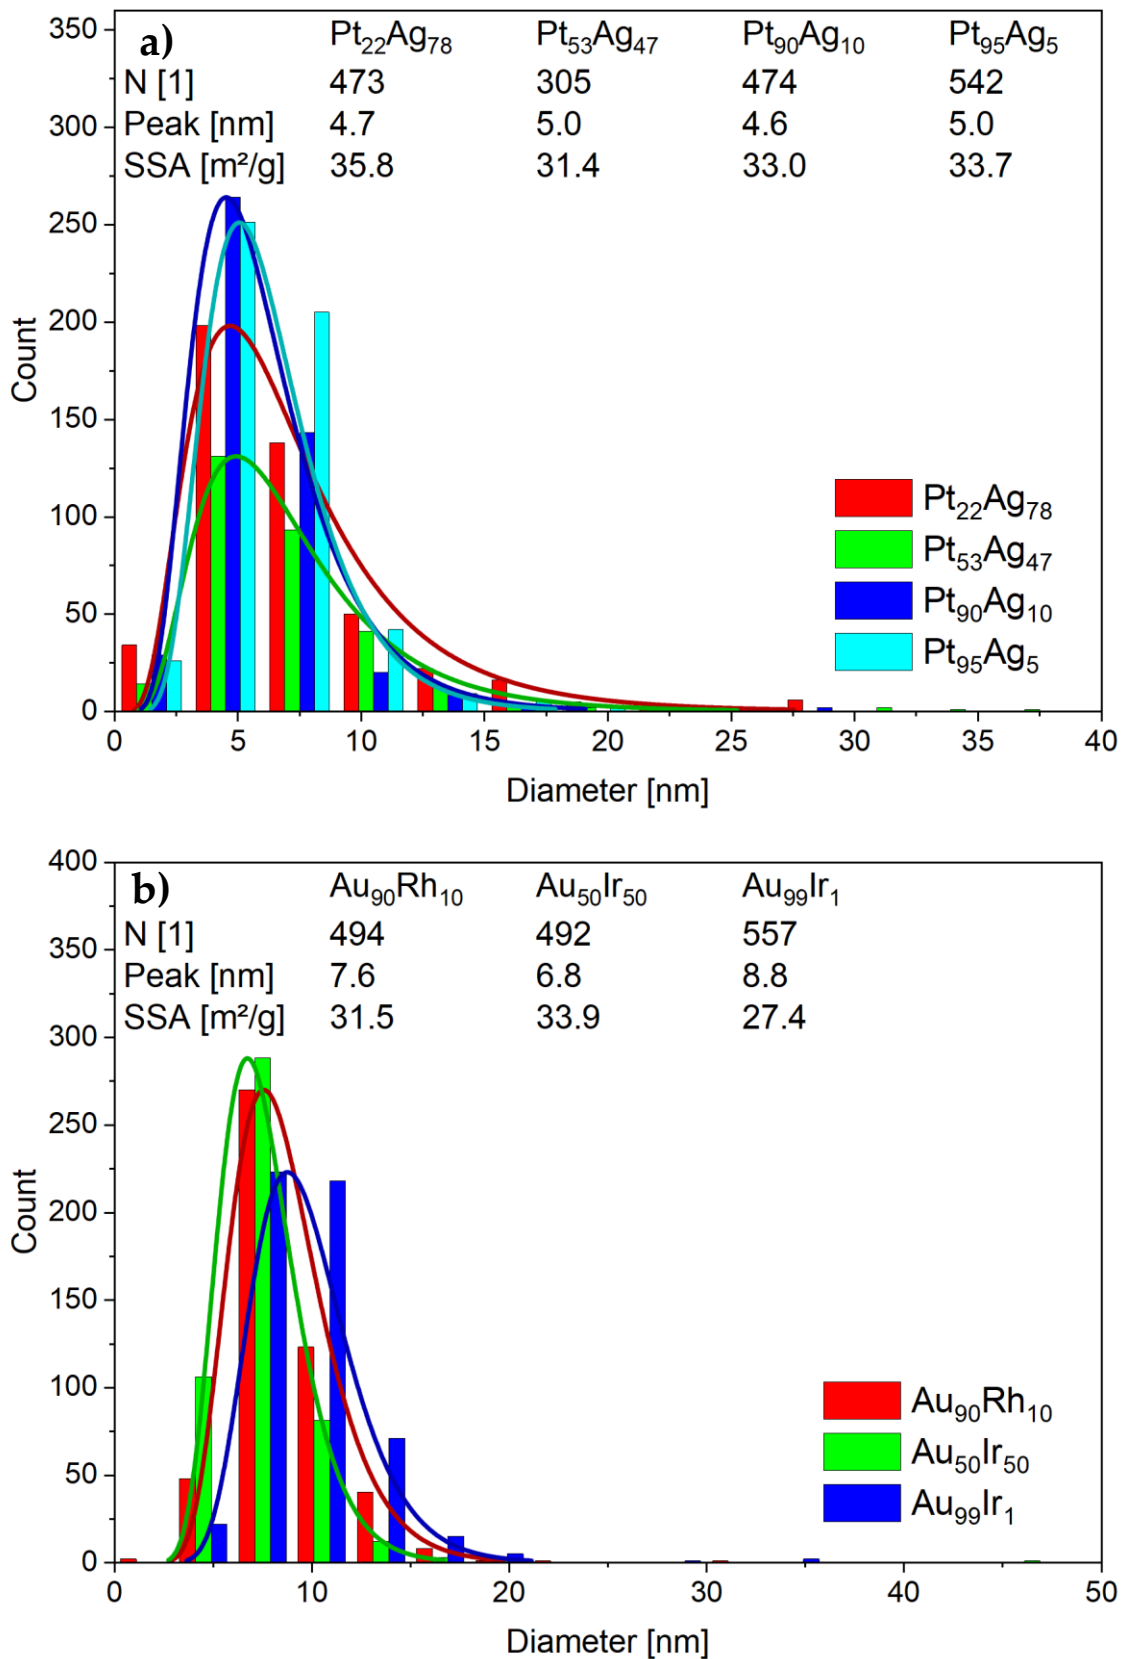 a) Pt22Ag78 Pt53Ag47 Pt90Ag10 Pt95Ag5
N [1] 473 305 474 542
Peak [nm] 4.7 5.0 4.6 5.0
SSA [m²/g] 35.8 31.4 33.0 33.7
350
300
250
200
150
100
50
0
Count
Pt22Ag78
Pt53Ag47
Pt90Ag10
Pt95Ag5
0 5 10 15 20 25 30 35 40
Diameter [nm]
b) Au90Rh10 Au50Ir50 Au99Ir1
N [1] 494 492 557
Peak [nm] 7.6 6.8 8.8
SSA [m²/g] 31.5 33.9 27.4
400
350
300
250
200
150
100
50
0
Count
Au90Rh10
Au50Ir50
Au99Ir1
0 10 20 30 40 50
Diameter [nm]